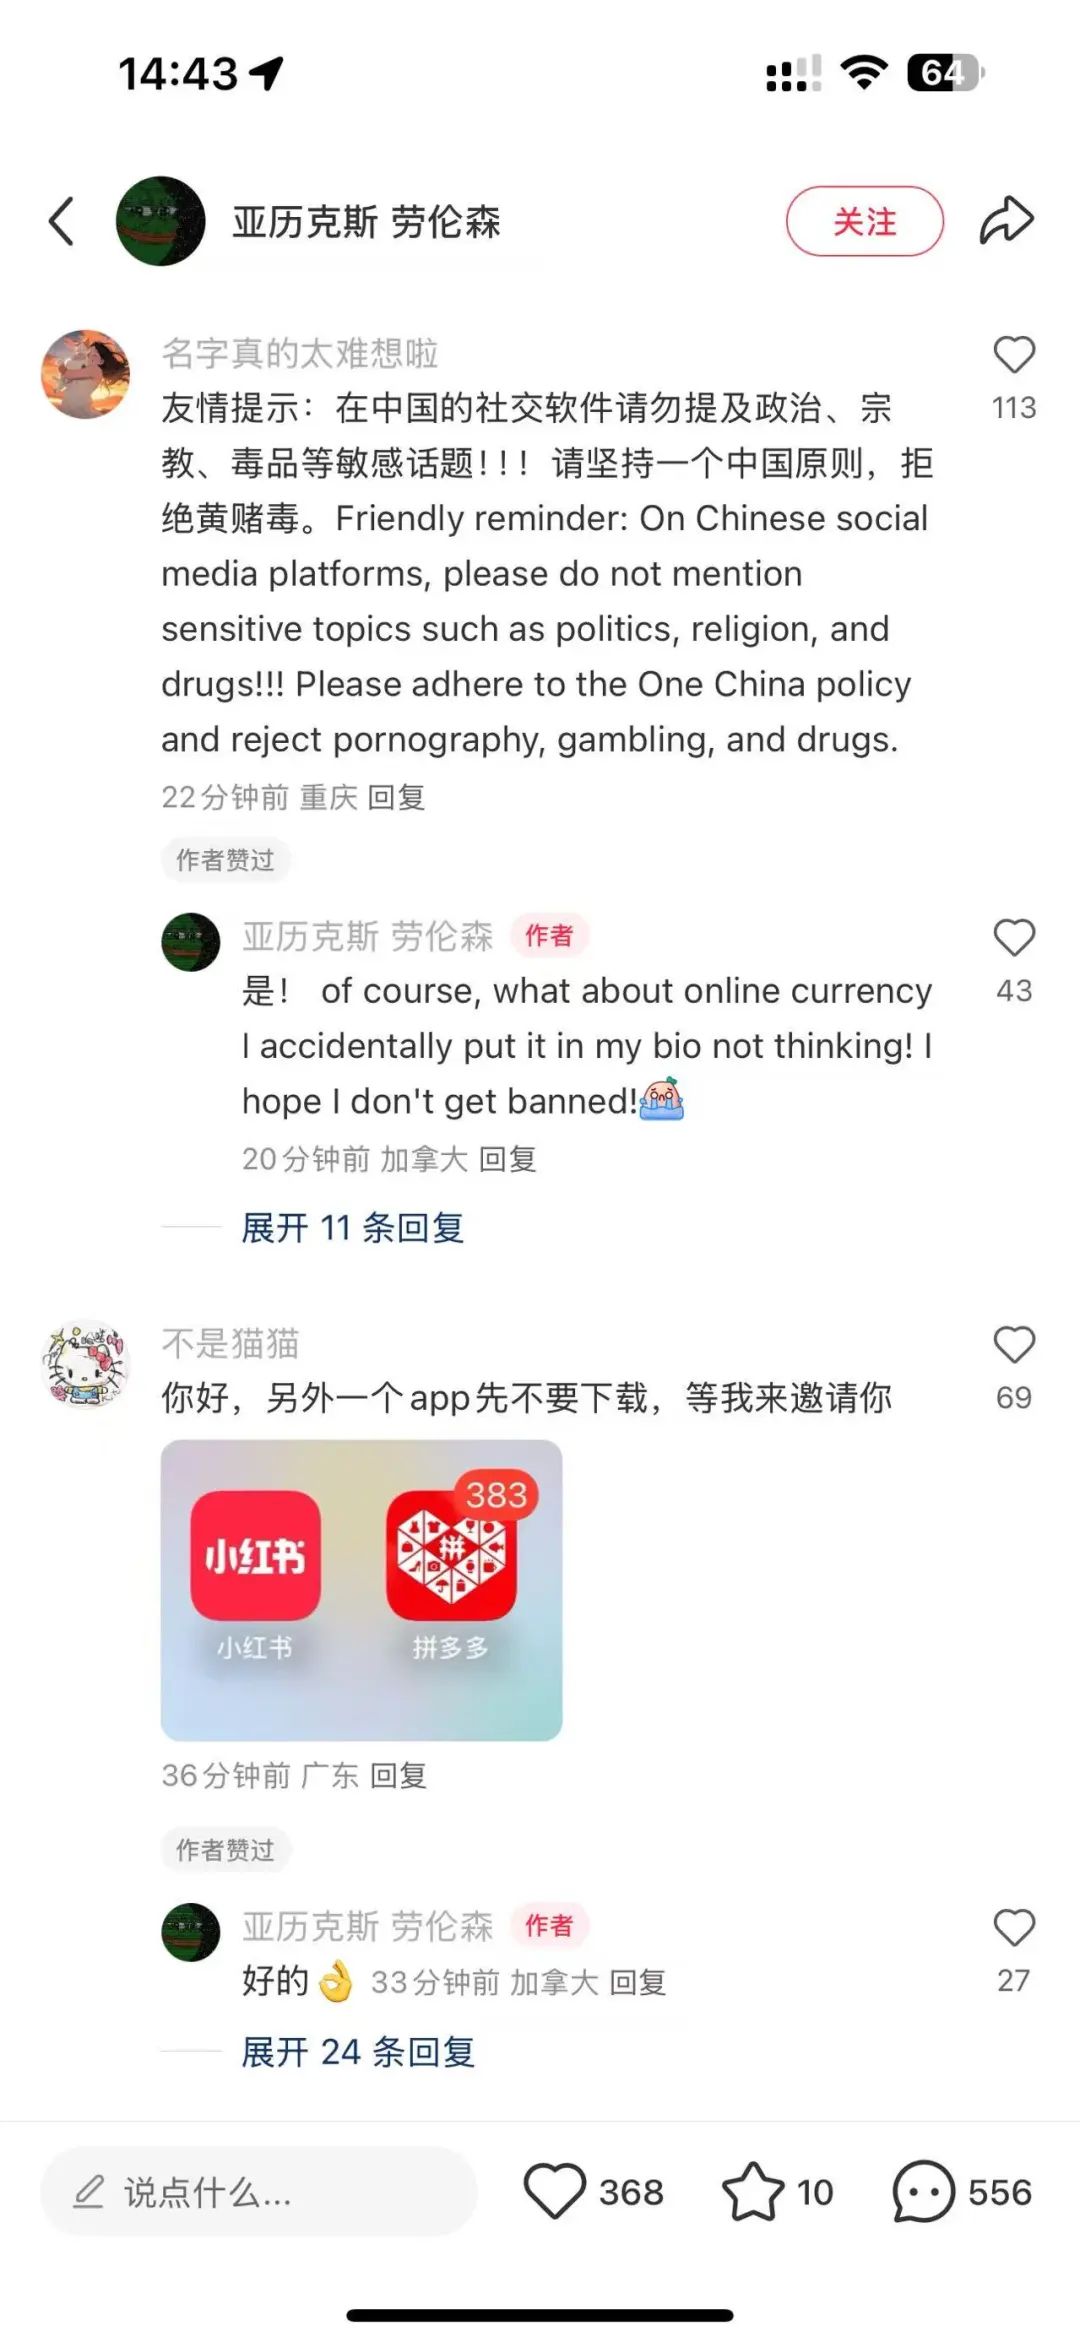 14:43
64
亚历克斯 劳伦森
关注
名字真的太难想啦
友情提示：在中国的社交软件请勿提及政治、宗
教、毒品等敏感话题！！！请坚持一个中国原则，拒
绝黄赌毒。Friendly reminder: On Chinese social
media platforms, please do not mention
sensitive topics such as politics, religion, and
drugs!!! Please adhere to the One China policy
and reject pornography, gambling, and drugs.
113
22分钟前 重庆 回复
作者赞过
亚历克斯 劳伦森 作者
是！ of course, what about online currency
I accidentally put it in my bio not thinking! I
hope I don't get banned!
43
20分钟前 加拿大 回复
展开 11 条回复
不是猫猫
你好，另外一个app先不要下载，等我来邀请你
69
383
小红书
拼
小红书
拼多多
36分钟前 广东 回复
作者赞过
亚历克斯 劳伦森 作者
好的👌 33分钟前 加拿大 回复
27
展开 24 条回复
说点什么...
368
10
556